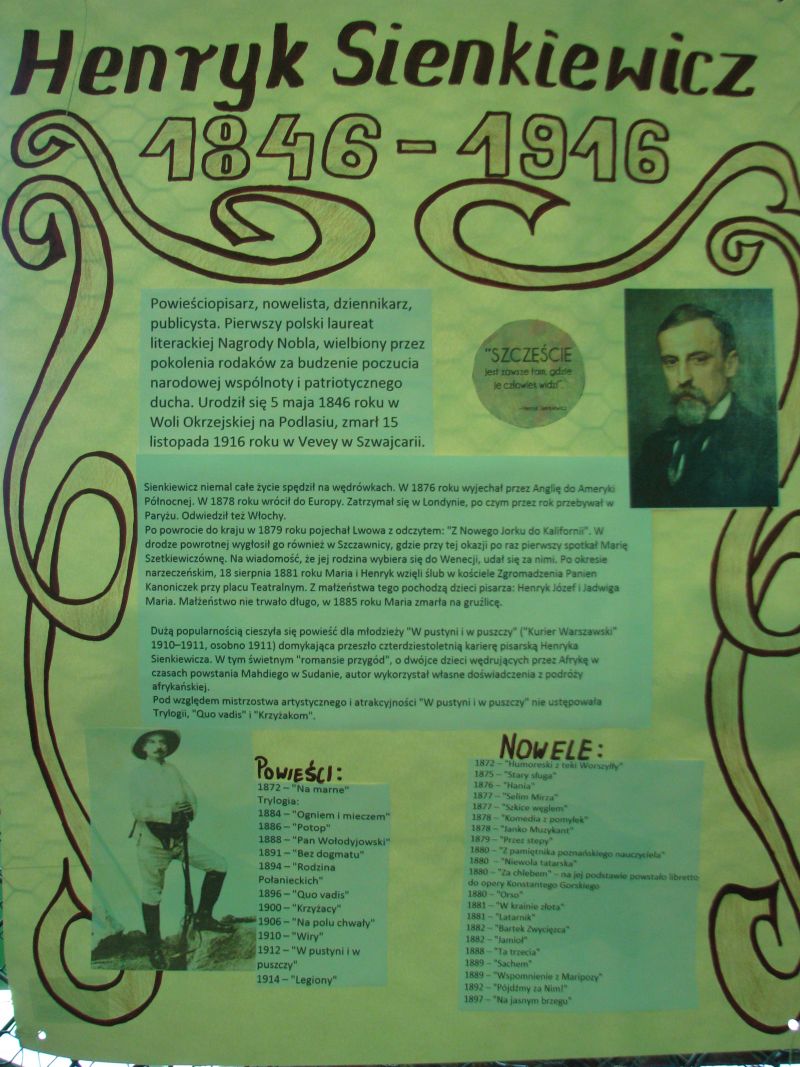 Henryk Sienkiewicz
1846 - 1916
Powieściopisarz, nowelista, dziennikarz,
publicysta. Pierwszy polski laureat
literackiej Nagrody Nobla, wielbiony przez
pokolenia rodaków za budzenie poczucia
narodowej wspólnoty i patriotycznego
ducha. Urodził się 5 maja 1846 roku w
Woli Okrzejskiej na Podlasiu, zmarł 15
listopada 1916 roku w Vevey w Szwajcarii.
"SZCZĘŚCIE
jest zawsze tam, gdzie
je człowiek widzi".
-Henryk Sienkiewicz
Sienkiewicz niemal całe życie spędził na wędrówkach. W 1876 roku wyjechał przez Anglię do Ameryki
Północnej. W 1878 roku wrócił do Europy. Zatrzymał się w Londynie, po czym przez rok przebywał w
Paryżu. Odwiedził też Włochy.
Po powrocie do kraju w 1879 roku pojechał Lwowa z odczytem: "Z Nowego Jorku do Kalifornii". W
drodze powrotnej wygłosił go również w Szczawnicy, gdzie przy tej okazji po raz pierwszy spotkał Marię
Szetkiewiczównę. Na wiadomość, że jej rodzina wybiera się do Wenecji, udał się za nimi. Po okresie
narzeczeńskim, 18 sierpnia 1881 roku Maria i Henryk wzięli ślub w kościele Zgromadzenia Panien
Kanoniczek przy placu Teatralnym. Z małżeństwa tego pochodzą dzieci pisarza: Henryk Józef i Jadwiga
Maria. Małżeństwo nie trwało długo, w 1885 roku Maria zmarła na gruźlicę.
Dużą popularnością cieszyła się powieść dla młodzieży "W pustyni i w puszczy" ("Kurier Warszawski"
1910–1911, osobno 1911) domykająca przeszło czterdziestoletnią karierę pisarską Henryka
Sienkiewicza. W tym świetnym "romansie przygód", o dwójce dzieci wędrujących przez Afrykę w
czasach powstania Mahdiego w Sudanie, autor wykorzystał własne doświadczenia z podróży
afrykańskiej.
Pod względem mistrzostwa artystycznego i atrakcyjności "W pustyni i w puszczy" nie ustępowała
Trylogii, "Quo vadis" i "Krzyżakom".
POWIEŚCI:
1872 – "Na marne"
Trylogia:
1884 – "Ogniem i mieczem"
1886 – "Potop"
1888 – "Pan Wołodyjowski"
1891 – "Bez dogmatu"
1894 – "Rodzina
Połanieckich"
1896 – "Quo vadis"
1900 – "Krzyżacy"
1906 – "Na polu chwały"
1910 – "Wiry"
1912 – "W pustyni i w
puszczy"
1914 – "Legiony"
NOWELE:
1872 – "Humoreski z teki Worszyłły"
1875 – "Stary sługa"
1876 – "Hania"
1877 – "Selim Mirza"
1877 – "Szkice węglem"
1878 – "Komedia z pomyłek"
1878 – "Janko Muzykant"
1879 – "Przez stepy"
1880 – "Z pamiętnika poznańskiego nauczyciela"
1880 – "Niewola tatarska"
1880 – "Za chlebem" – na jej podstawie powstało libretto
do opery Konstantego Gorskiego
1880 – "Orso"
1881 – "W krainie złota"
1881 – "Latarnik"
1882 – "Bartek Zwycięzca"
1882 – "Jamioł"
1888 – "Ta trzecia"
1889 – "Sachem"
1889 – "Wspomnienie z Maripozy"
1892 – "Pójdźmy za Nim!"
1897 – "Na jasnym brzegu"